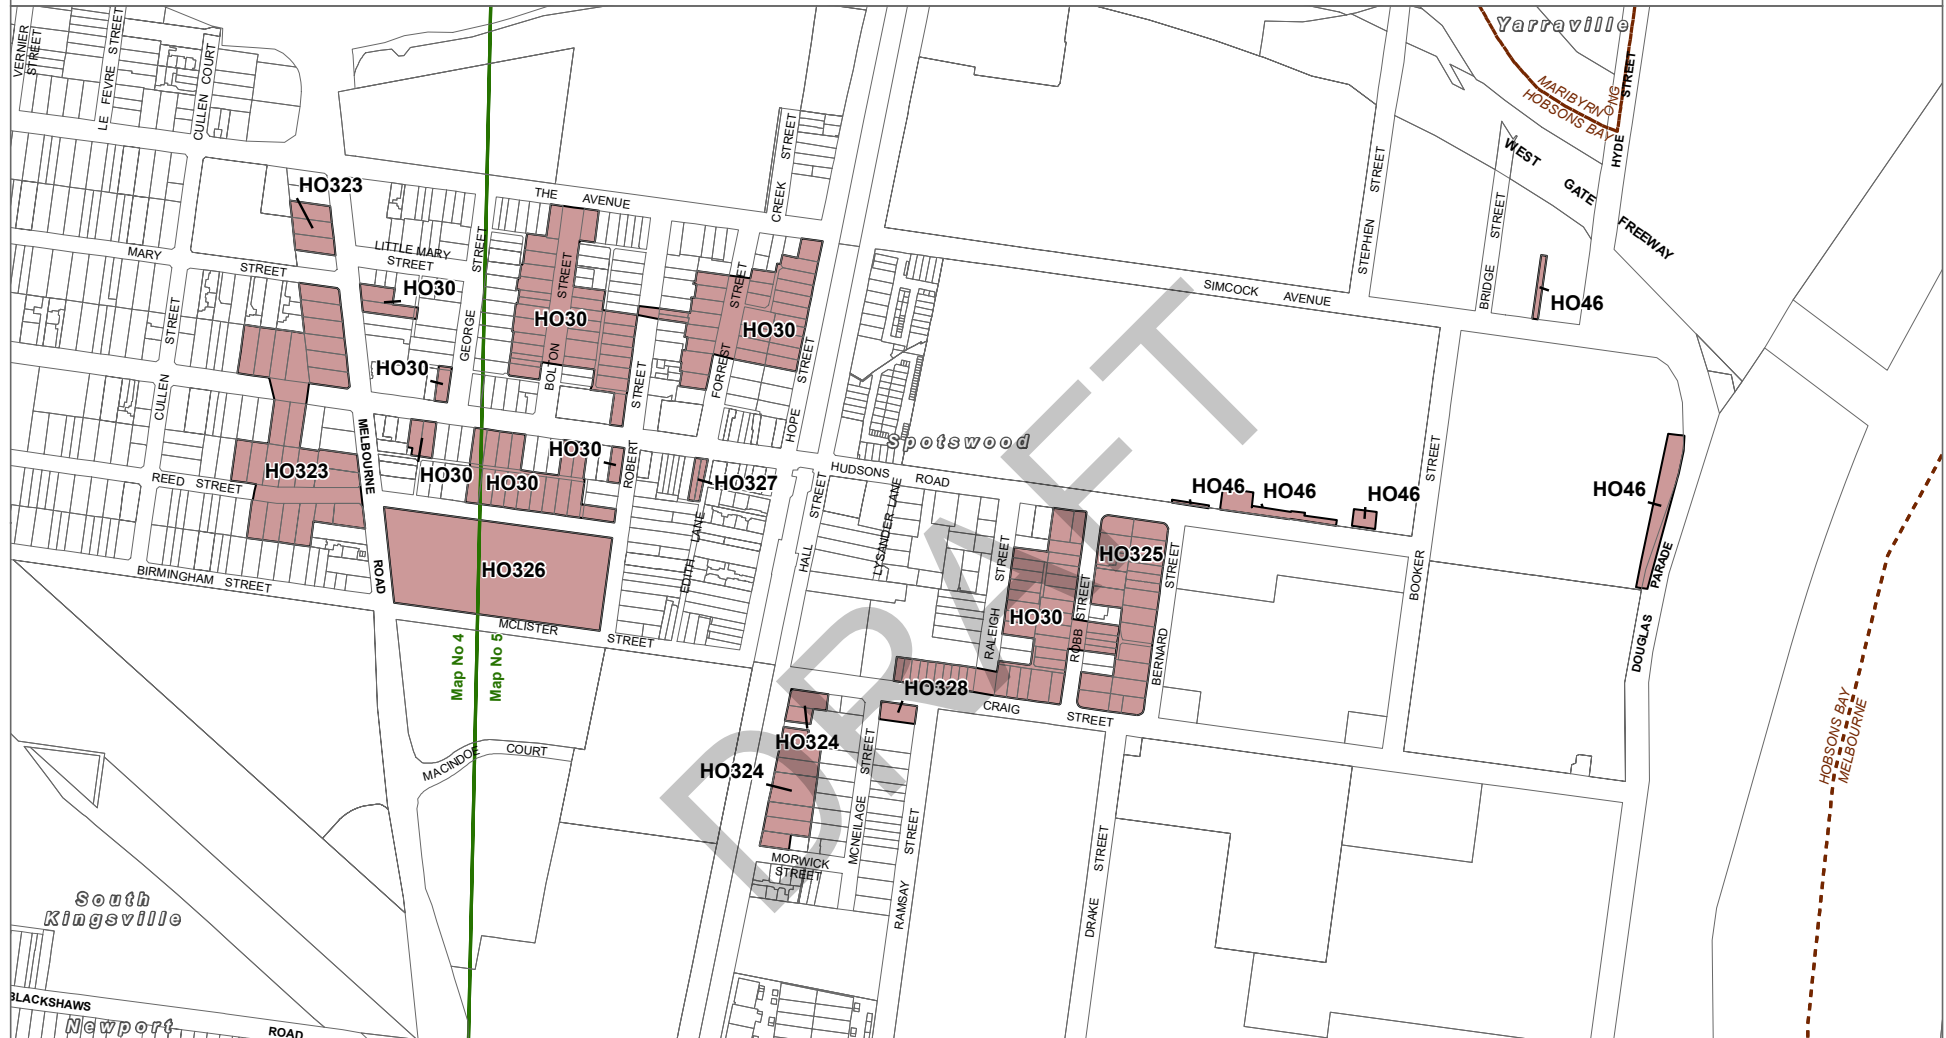 VERNIER
STREET
LE FEVRE STREET
CULLEN COURT
Yarraville
MARIBYRNONG
HOBSONS BAY
HYDE STREET
WEST GATE FREEWAY
HO323
THE AVENUE
CREEK STREET
STEPHEN STREET
BRIDGE STREET
MARY STREET
LITTLE MARY
STREET
GEORGE STREET
HO30
HO30
HO30
HO30
BOLTON STREET
FORREST STREET
HOPE STREET
SIMCOCK AVENUE
HO46
CULLEN STREET
MELBOURNE ROAD
ROBERT STREET
Spotswood
HUDSONS ROAD
HO323
HO30
HO30
HO30
HO327
REED STREET
EDITH LANE
HALL STREET
LYSANDER LANE
HO46
HO46
HO46
HO46
BOOKER STREET
DOUGLAS PARADE
HO326
BIRMINGHAM STREET
MCLISTER STREET
Map No 4
Map No 5
RALEIGH STREET
ROBB STREET
BERNARD STREET
HO325
HO30
HO328
CRAIG STREET
HO324
HO324
MACINDOE COURT
MCNEILAGE STREET
MORWICK
STREET
RAMSAY STREET
DRAKE STREET
HOBSONS BAY
MELBOURNE
South
Kingsville
BLACKSHAWS ROAD
Newport
DRAFT